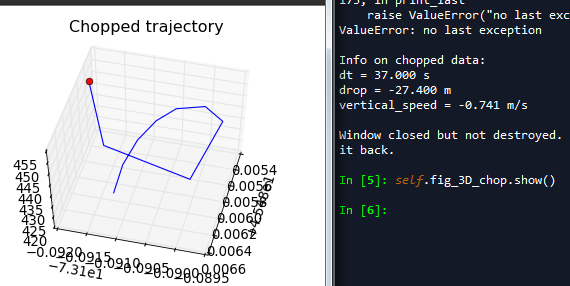 Chopped trajectory
455
450
445
440
435
430
425
420
−0.0920
−0.0915
−0.0910
−0.0905
−0.0900
−0.0895
−7.31e1
0.0054
0.0056
0.0058
0.0060
0.0062
0.0064
0.0066
175, in print_last
raise ValueError("no last exc
ValueError: no last exception
Info on chopped data:
dt = 37.000 s
drop = -27.400 m
vertical_speed = -0.741 m/s
Window closed but not destroyed.
it back.
In [5]: self.fig_3D_chop.show()
In [6]: